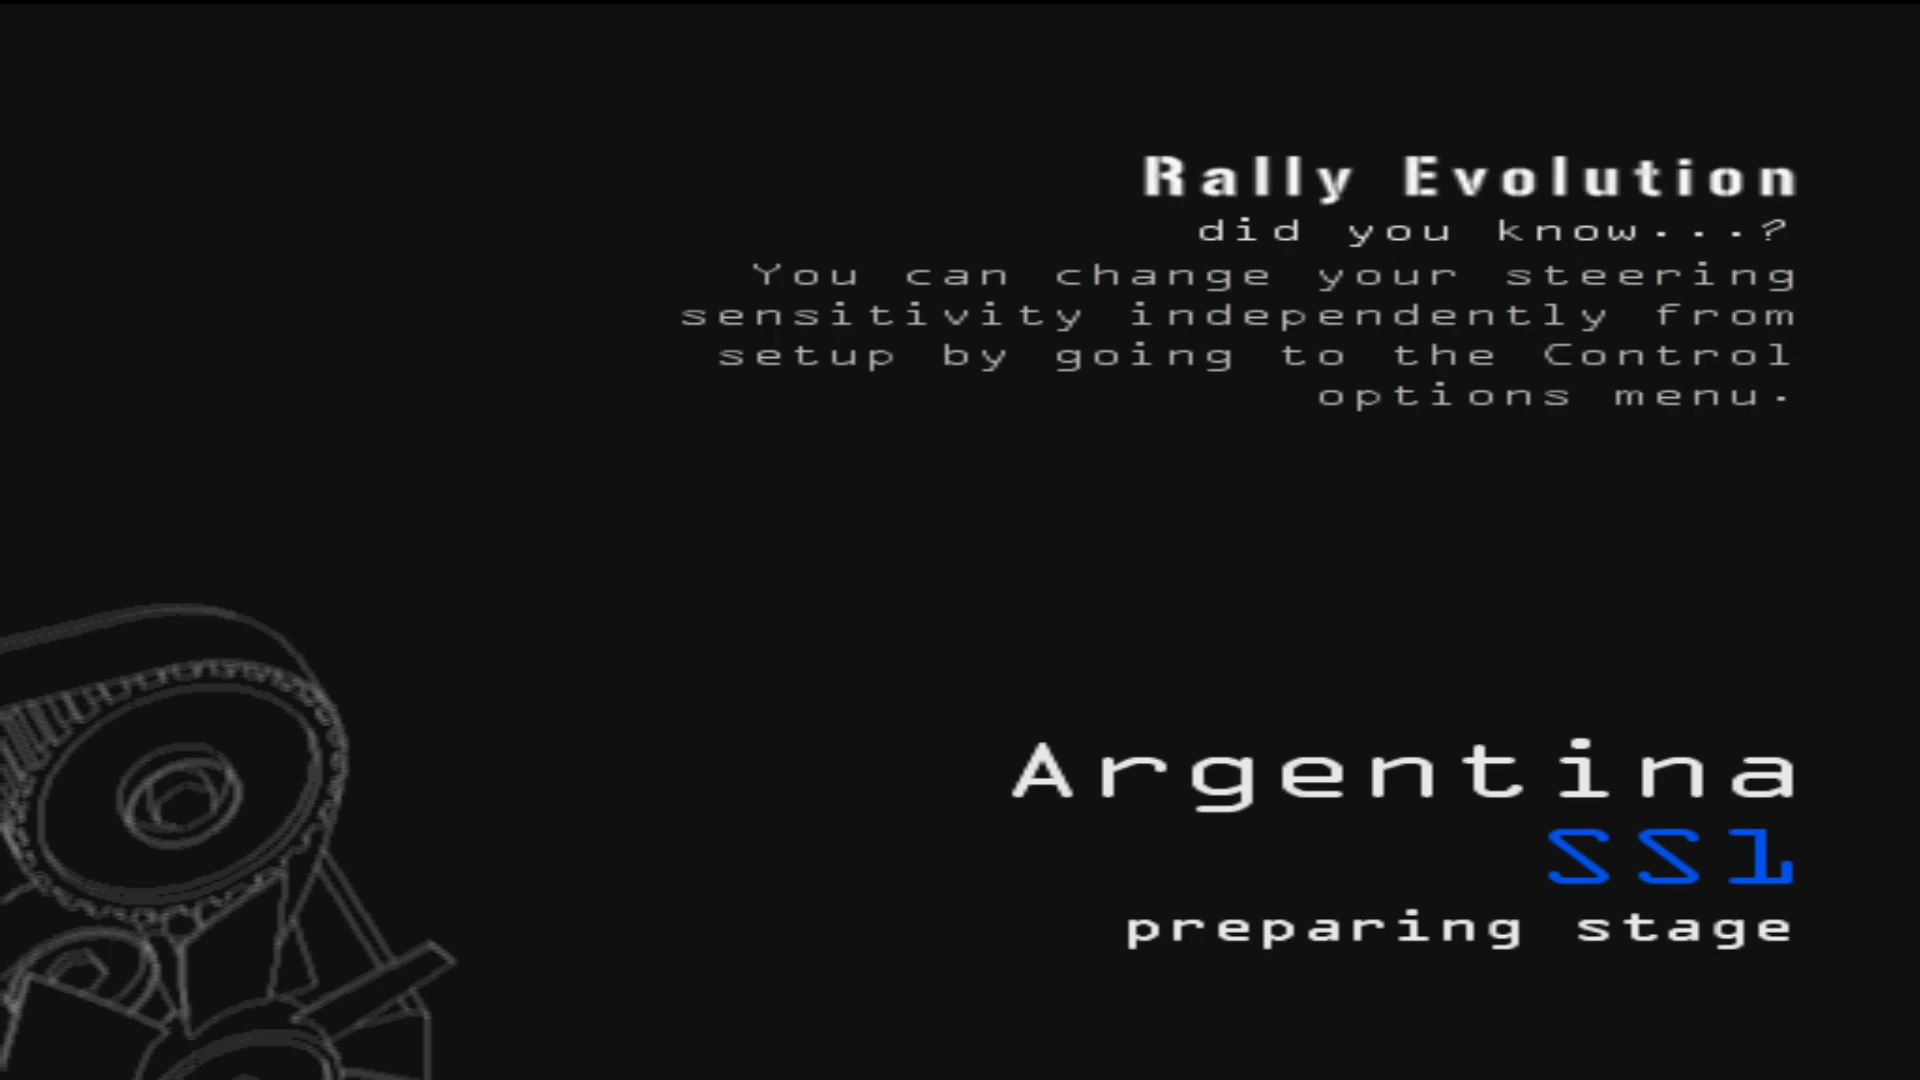 Rally Evolution
did you know...?
You can change your steering
sensitivity independently from
setup by going to the Control
options menu.
Argentina
SS1
preparing stage